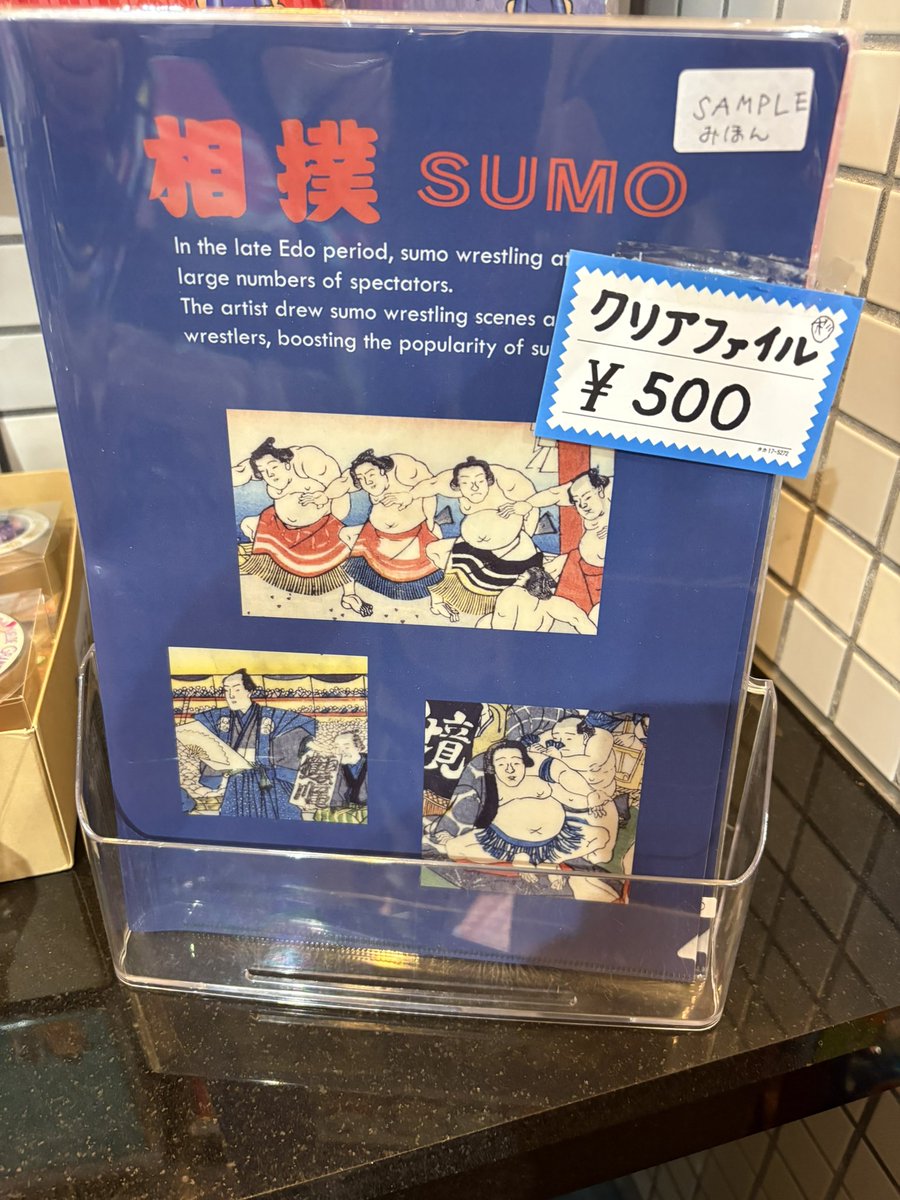 SAMPLE
みほん
相撲 SUMO
In the late Edo period, sumo wrestling
large numbers of spectators.
The artist drew sumo wrestling scenes
wrestlers, boosting the popularity of
クリアファイル
¥500
境